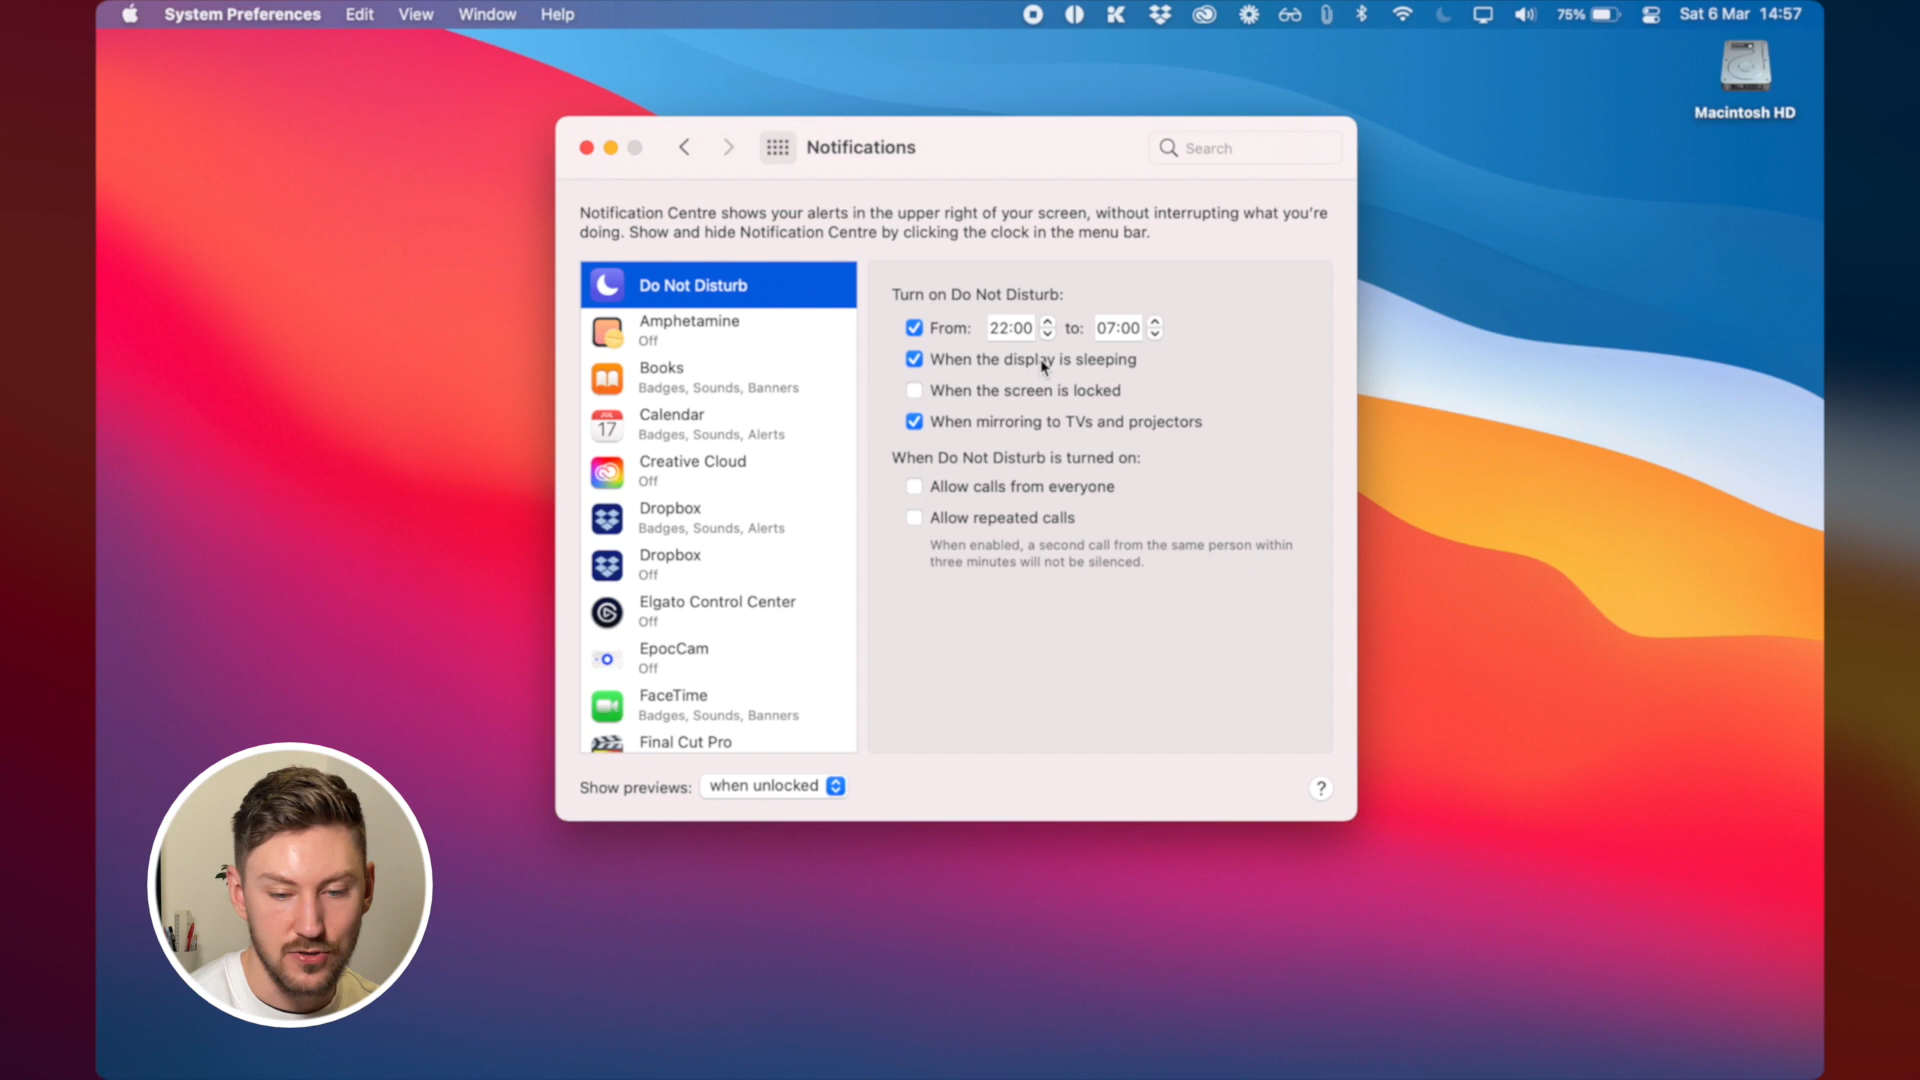 System Preferences Edit View Window Help
75% Sat 6 Mar 14:57
Macintosh HD
Notifications
Search
Notification Centre shows your alerts in the upper right of your screen, without interrupting what you're
doing. Show and hide Notification Centre by clicking the clock in the menu bar.
Do Not Disturb
Amphetamine
Off
Books
Badges, Sounds, Banners
JUL
17
Calendar
Badges, Sounds, Alerts
Creative Cloud
Off
Dropbox
Badges, Sounds, Alerts
Dropbox
Off
Elgato Control Center
Off
EpocCam
Off
FaceTime
Badges, Sounds, Banners
Final Cut Pro
Turn on Do Not Disturb:
From: 22:00 to: 07:00
When the display is sleeping
When the screen is locked
When mirroring to TVs and projectors
When Do Not Disturb is turned on:
Allow calls from everyone
Allow repeated calls
When enabled, a second call from the same person within
three minutes will not be silenced.
Show previews: when unlocked
?